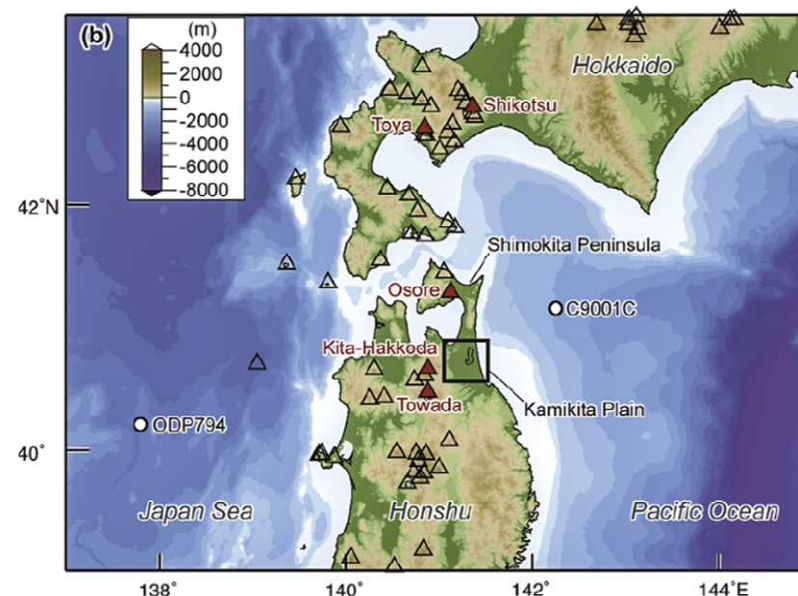 (b)
(m)
4000
2000
0
-2000
-4000
-6000
-8000
Hokkaido
Shikotsu
Toya
42°N
Shimokita Peninsula
Osore
C9001C
Kita-Hakkoda
Towada
Kamikita Plain
ODP794
40°
Japan Sea
Honshu
Pacific Ocean
138°
140°
142°
144°E